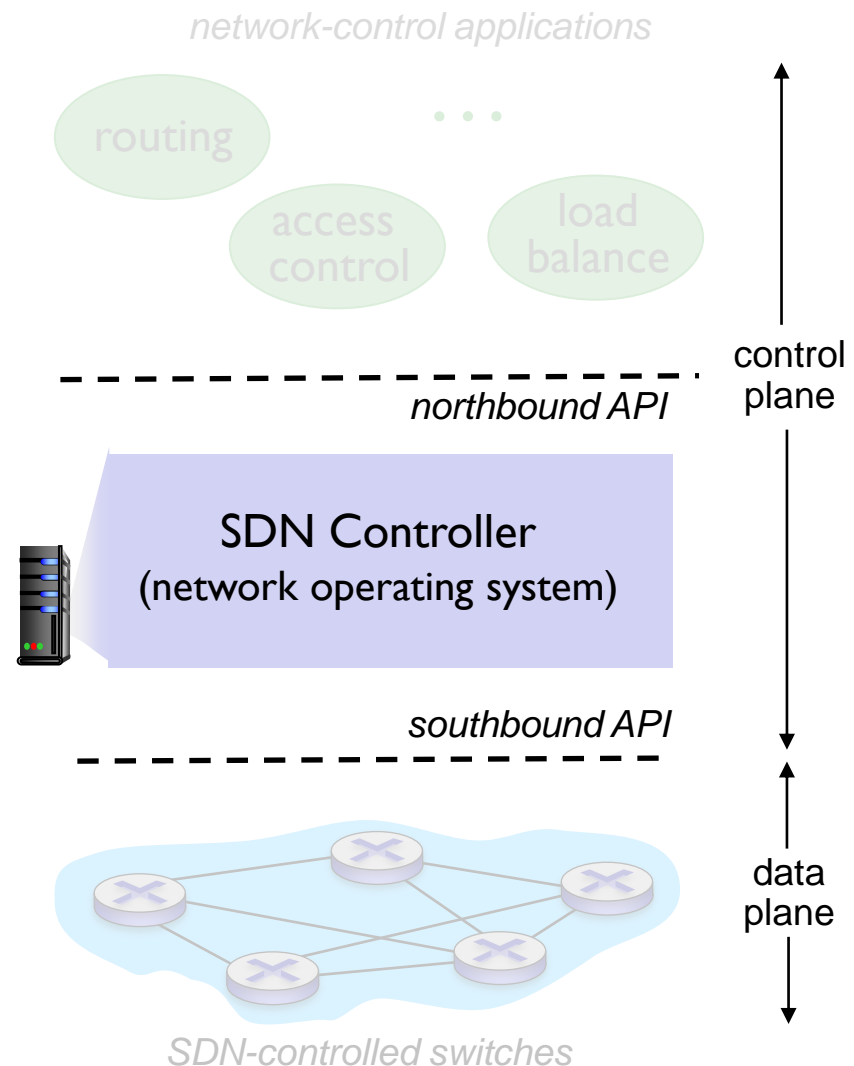 network-control applications
routing
. . .
access
control
load
balance
control
plane
northbound API
SDN Controller
(network operating system)
southbound API
data
plane
SDN-controlled switches